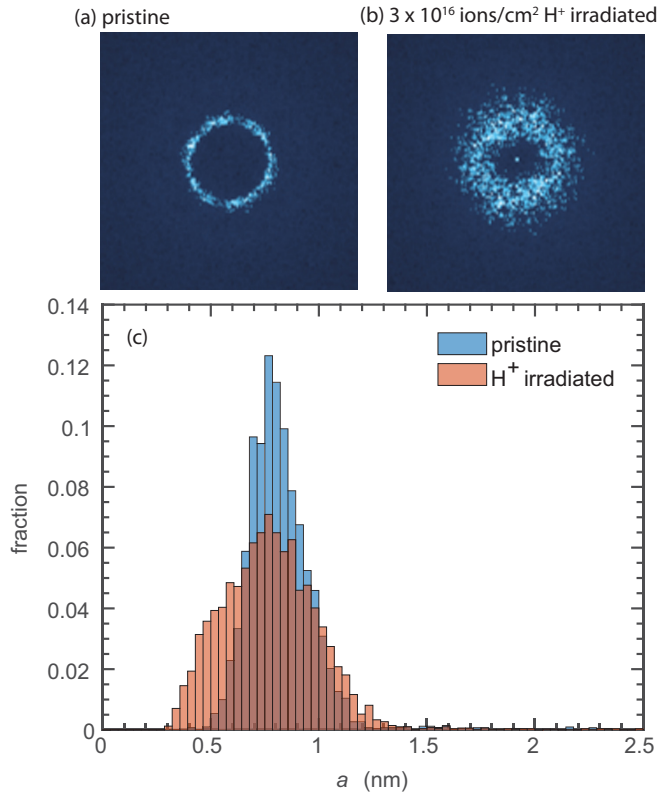 (a) pristine
(b) 3 x 10¹⁶ ions/cm² H⁺ irradiated
(c)
pristine
H⁺ irradiated
0.14
0.12
0.1
0.08
0.06
0.04
0.02
0
fraction
0 0.5 1 1.5 2 2.5
a (nm)